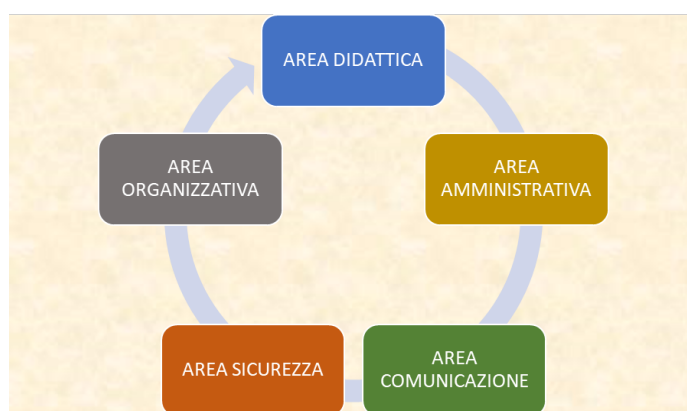 AREA DIDATTICA
AREA
AMMINISTRATIVA
AREA
COMUNICAZIONE
AREA SICUREZZA
AREA
ORGANIZZATIVA